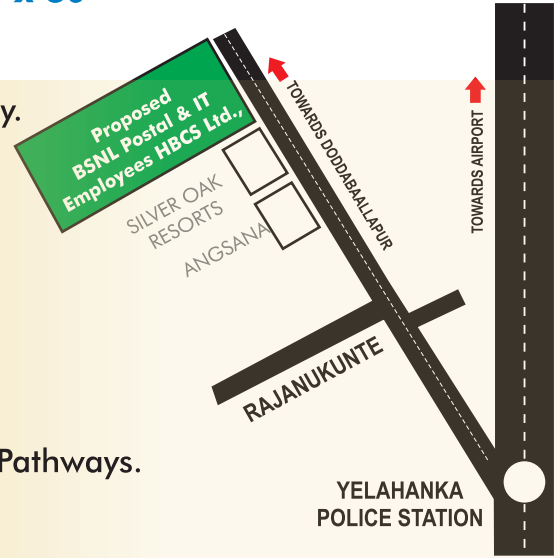 y.
Proposed
BSNL Postal & IT
Employees HBCS Ltd.,
TOWARDS DODDABAALLAPUR
TOWARDS AIRPORT
SILVER OAK
RESORTS
ANGSANA
RAJANUKUNTE
Pathways.
YELAHANKA
POLICE STATION